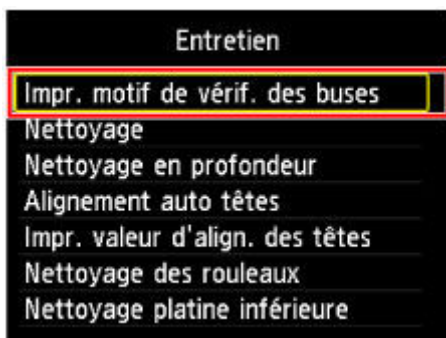 Entretien
Impr. motif de vérif. des buses
Nettoyage
Nettoyage en profondeur
Alignement auto têtes
Impr. valeur d'align. des têtes
Nettoyage des rouleaux
Nettoyage platine inférieure